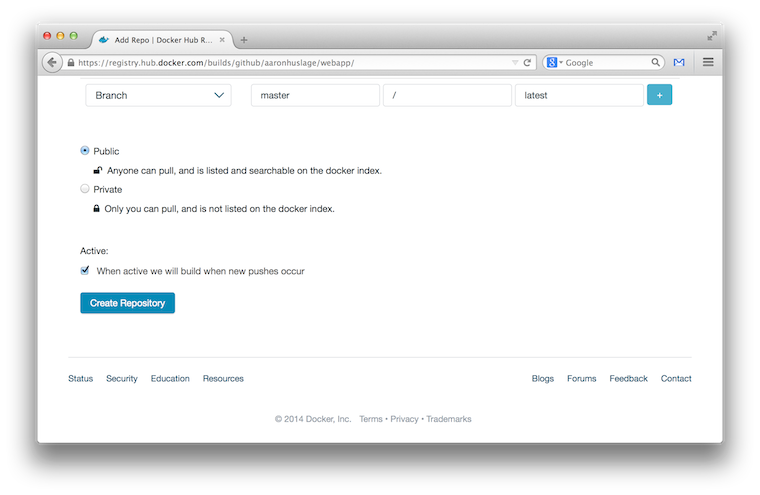 Add Repo | Docker Hub R...
https://registry.hub.docker.com/builds/github/aaronhuslage/webapp/
Google
Branch
master
/
latest
+
Public
Anyone can pull, and is listed and searchable on the docker index.
Private
Only you can pull, and is not listed on the docker index.
Active:
When active we will build when new pushes occur
Create Repository
Status Security Education Resources Blogs Forums Feedback Contact
© 2014 Docker, Inc. Terms • Privacy • Trademarks